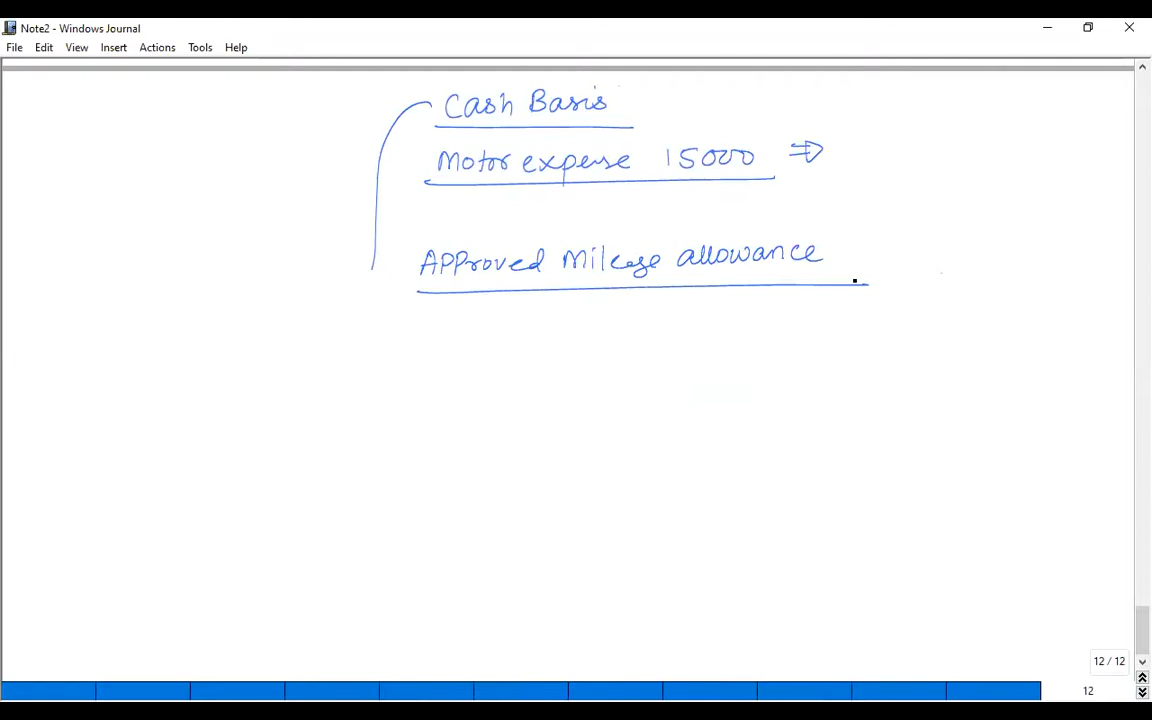 Note2 - Windows Journal
File Edit View Insert Actions Tools Help
Cash Basis
Motor expense 15000 ⇒
Approved Mileage allowance
12 / 12
12